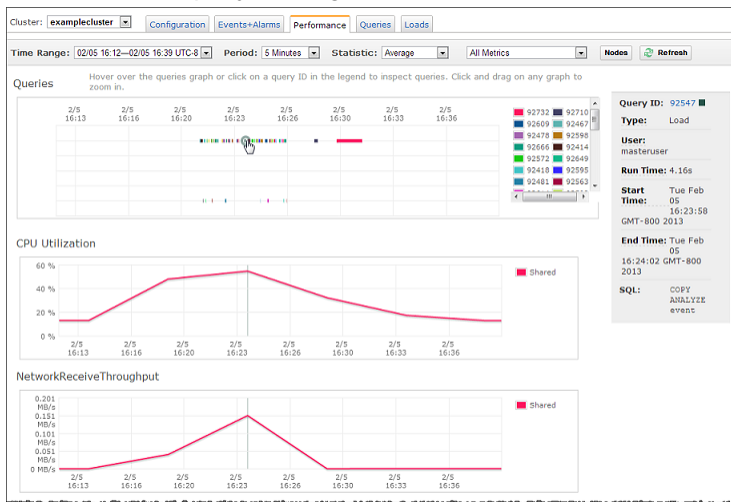 Cluster: examplecluster Configuration Events+Alarms Performance Queries Loads
Time Range: 02/05 16:12—02/05 16:39 UTC-8 Period: 5 Minutes Statistic: Average All Metrics Nodes Refresh
Queries
Hover over the queries graph or click on a query ID in the legend to inspect queries. Click and drag on any graph to
zoom in.
2/5 2/5 2/5 2/5 2/5 2/5 2/5 2/5
16:13 16:16 16:20 16:23 16:26 16:30 16:33 16:36
92732 92710
92609 92467
92478 92598
92666 92414
92572 92649
92418 92595
92481 92563
Query ID: 92547
Type: Load
User:
masteruser
Run Time: 4.16s
Start Tue Feb
Time: 05
16:23:58
GMT-800 2013
End Time: Tue Feb
05
16:24:02 GMT-800
2013
SQL: COPY
ANALYZE
event
CPU Utilization
60 %
40 %
20 %
0 %
2/5 2/5 2/5 2/5 2/5 2/5 2/5 2/5
16:13 16:16 16:20 16:23 16:26 16:30 16:33 16:36
Shared
NetworkReceiveThroughput
0.201
MB/s
0.151
MB/s
0.101
MB/s
0.051
MB/s
0 MB/s
2/5 2/5 2/5 2/5 2/5 2/5 2/5 2/5
16:13 16:16 16:20 16:23 16:26 16:30 16:33 16:36
Shared